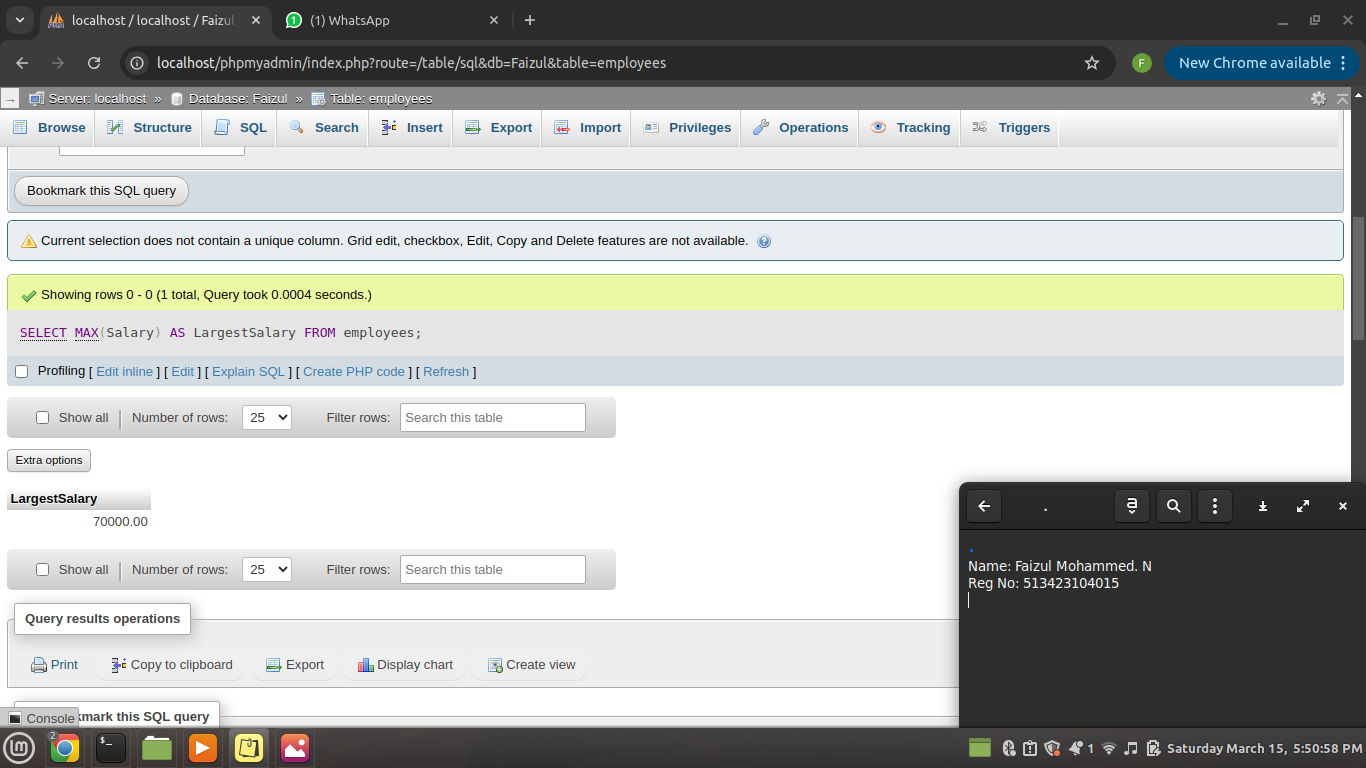 localhost / localhost / Faizul
(1) WhatsApp
localhost/phpmyadmin/index.php?route=/table/sql&db=Faizul&table=employees
F
New Chrome available
Server: localhost » Database: Faizul » Table: employees
Browse Structure SQL Search Insert Export Import Privileges Operations Tracking Triggers
Bookmark this SQL query
Current selection does not contain a unique column. Grid edit, checkbox, Edit, Copy and Delete features are not available.
Showing rows 0 - 0 (1 total, Query took 0.0004 seconds.)
SELECT MAX(Salary) AS LargestSalary FROM employees;
Profiling [ Edit inline ] [ Edit ] [ Explain SQL ] [ Create PHP code ] [ Refresh ]
Show all Number of rows: 25 Filter rows: Search this table
Extra options
LargestSalary
70000.00
Show all Number of rows: 25 Filter rows: Search this table
Query results operations
Print Copy to clipboard Export Display chart Create view
.
a
.
Name: Faizul Mohammed. N
Reg No: 513423104015
Console
kmark this SQL query
2
1
Saturday March 15, 5:50:58 PM